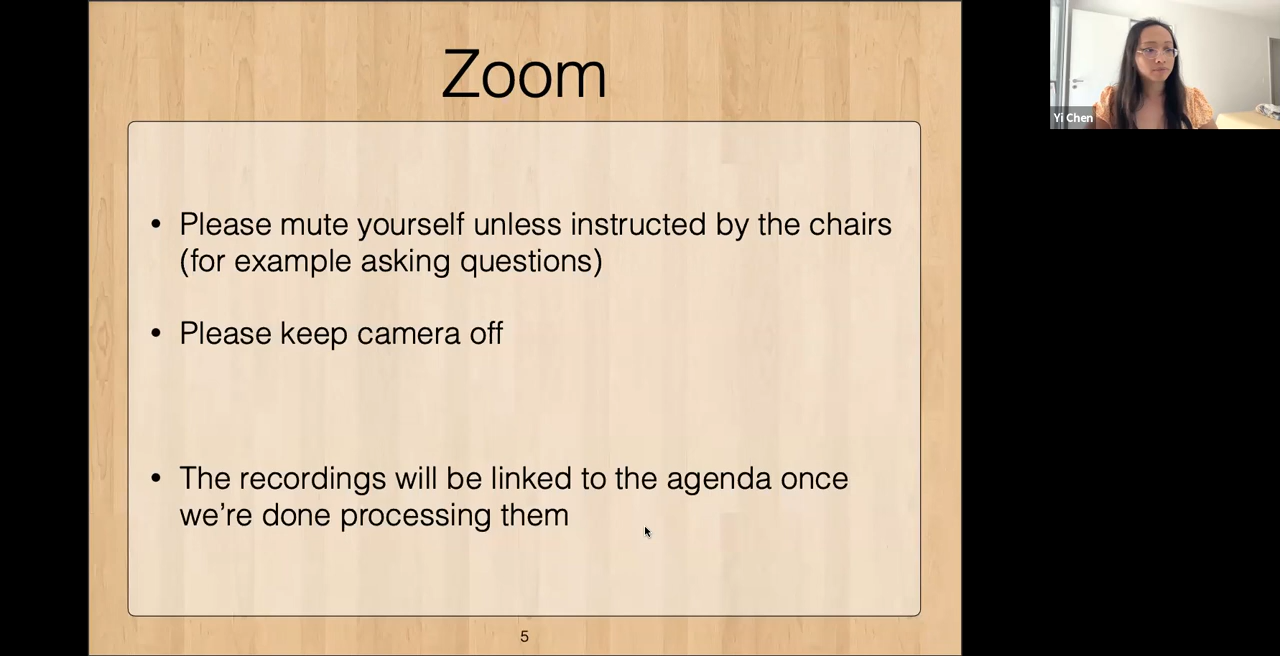 Zoom
• Please mute yourself unless instructed by the chairs
(for example asking questions)
• Please keep camera off
• The recordings will be linked to the agenda once
we’re done processing them
5
Yi Chen